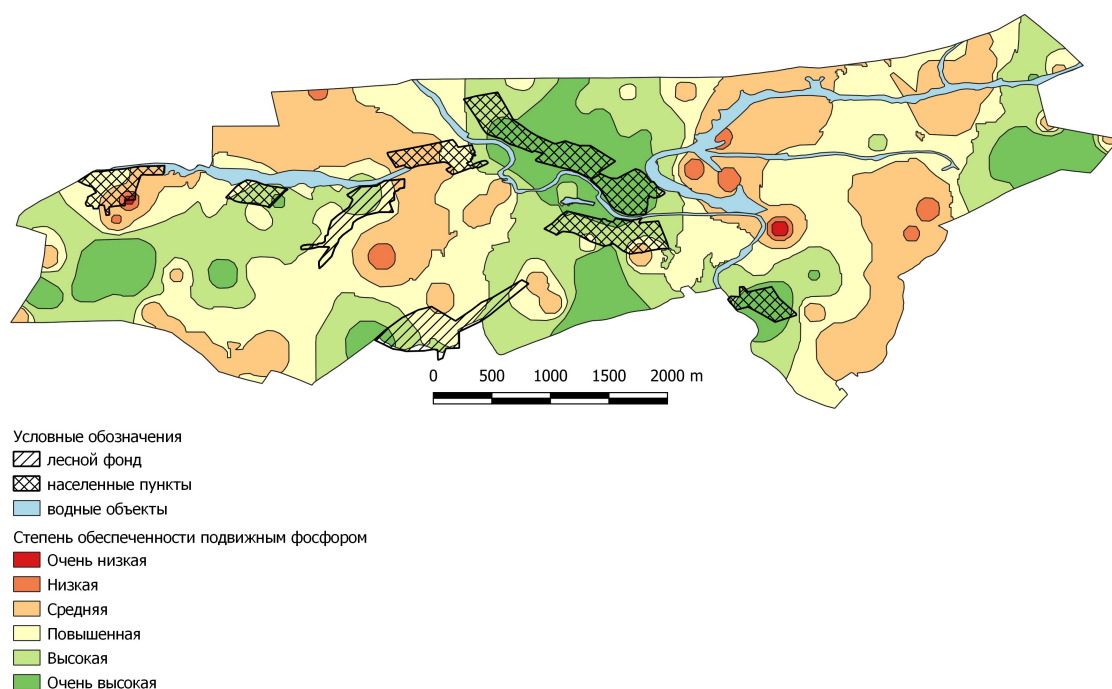 0 500 1000 1500 2000 m
Условные обозначения
лесной фонд
населенные пункты
водные объекты
Степень обеспеченности подвижным фосфором
Очень низкая
Низкая
Средняя
Повышенная
Высокая
Очень высокая